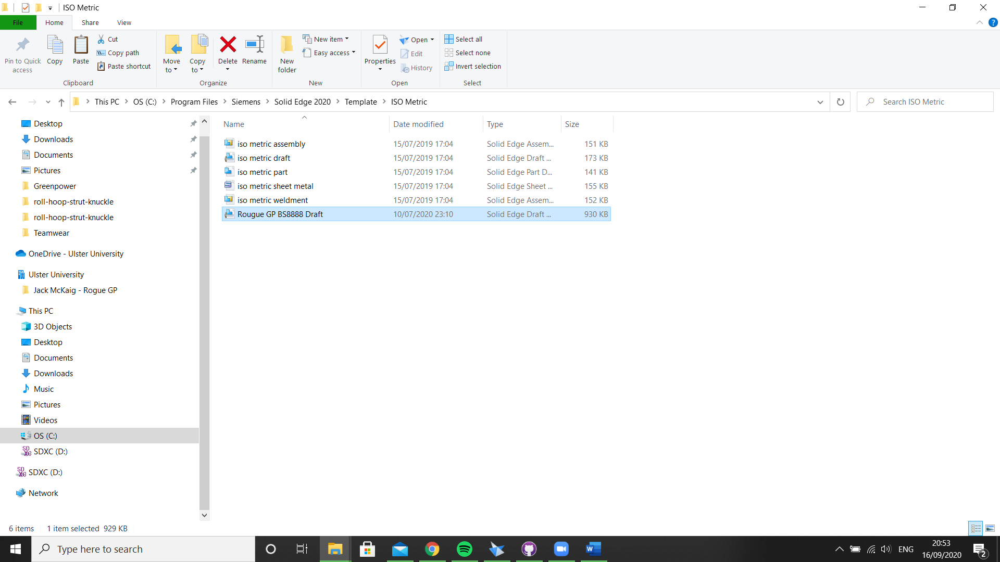 ISO Metric
File Home Share View
Pin to Quick access
Copy
Paste
Cut
Copy path
Paste shortcut
Clipboard
Move to
Copy to
Delete
Rename
Organize
New folder
New item
Easy access
New
Properties
Open
Edit
History
Open
Select all
Select none
Invert selection
Select
This PC > OS (C:) > Program Files > Siemens > Solid Edge 2020 > Template > ISO Metric
Search ISO Metric
Desktop
Downloads
Documents
Pictures
Greenpower
roll-hoop-strut-knuckle
roll-hoop-strut-knuckle
Teamwear
OneDrive - Ulster University
Ulster University
Jack McKaig - Rogue GP
This PC
3D Objects
Desktop
Documents
Downloads
Music
Pictures
Videos
OS (C:)
SDXC (D:)
SDXC (D:)
Network
Name Date modified Type Size
iso metric assembly 15/07/2019 17:04 Solid Edge Assem... 151 KB
iso metric draft 15/07/2019 17:04 Solid Edge Draft ... 173 KB
iso metric part 15/07/2019 17:04 Solid Edge Part D... 141 KB
iso metric sheet metal 15/07/2019 17:04 Solid Edge Sheet ... 155 KB
iso metric weldment 15/07/2019 17:04 Solid Edge Assem... 152 KB
Rougue GP BS8888 Draft 10/07/2020 23:10 Solid Edge Draft ... 930 KB
6 items 1 item selected 929 KB
Type here to search
ENG
20:53
16/09/2020
2